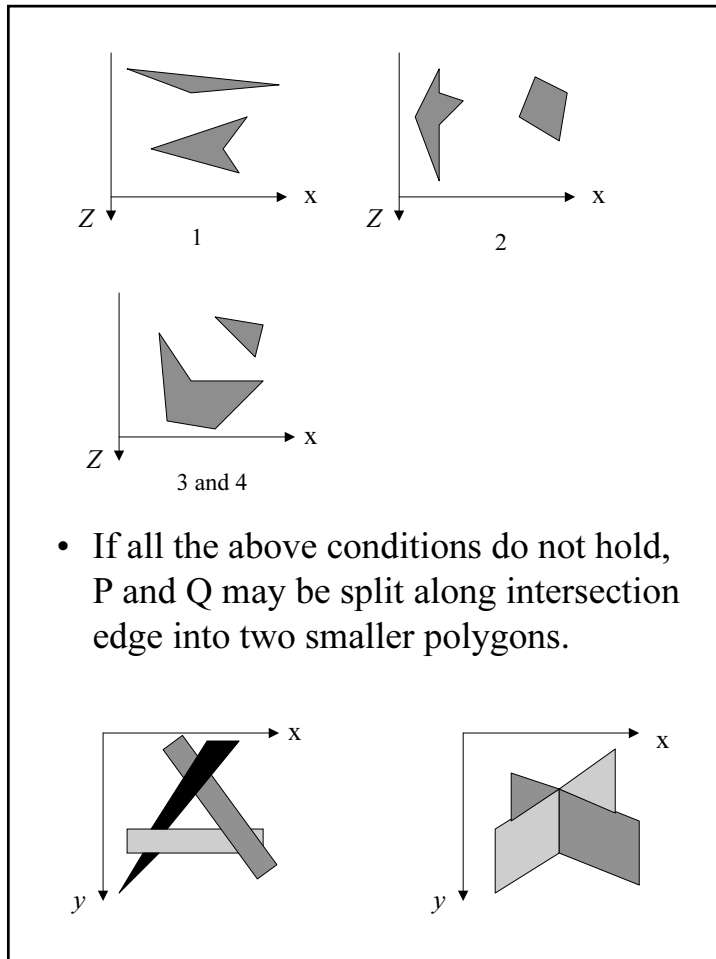 x
Z
1
x
Z
2
x
Z
3 and 4
• If all the above conditions do not hold,
P and Q may be split along intersection
edge into two smaller polygons.
x
y
x
y